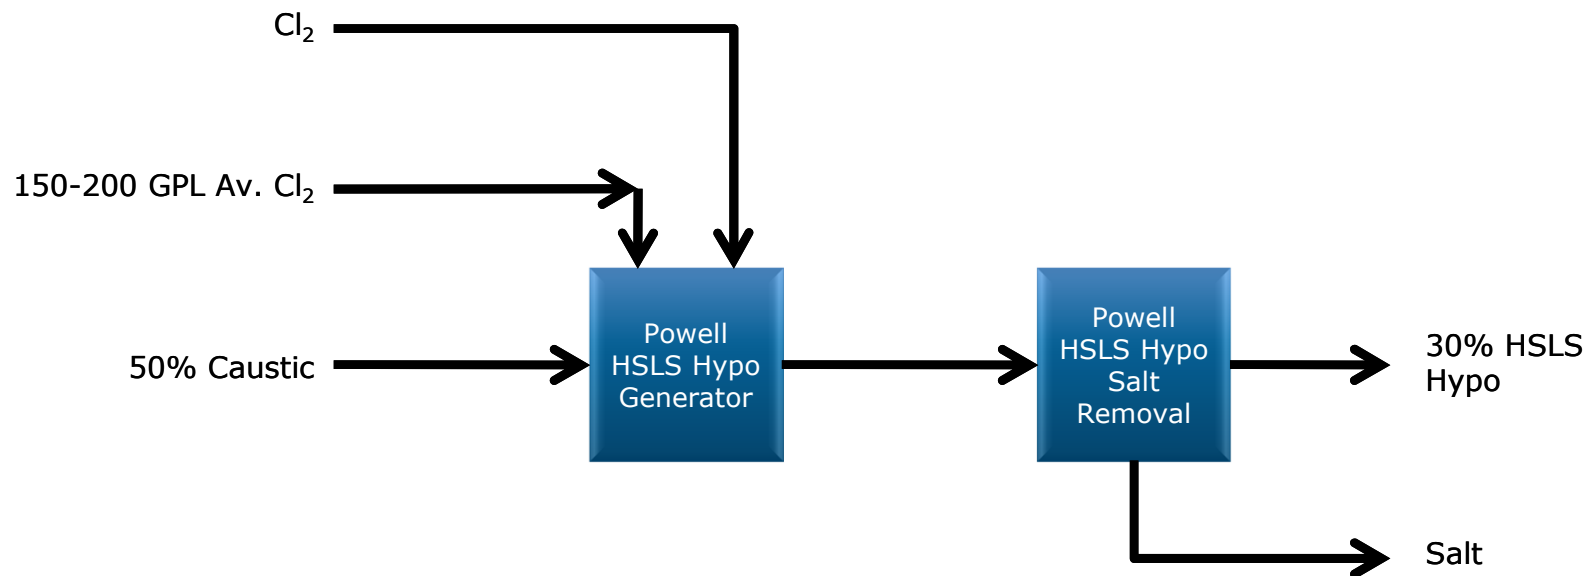 Cl₂
150-200 GPL Av. Cl₂
50% Caustic
Powell
HSLS Hypo
Generator
Powell
HSLS Hypo
Salt
Removal
30% HSLS
Hypo
Salt